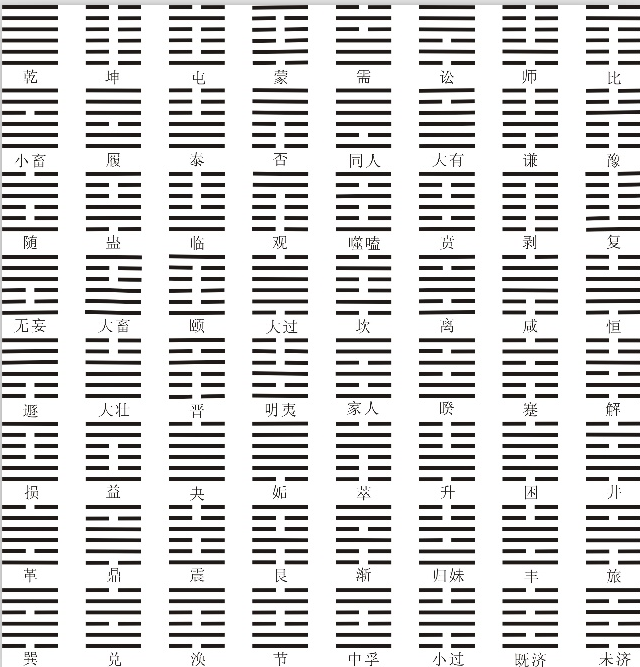 乾 坤 屯 蒙 需 讼 师 比
小畜 履 泰 否 同人 大有 谦 豫
随 蛊 临 观 噬嗑 贲 剥 复
无妄 大畜 颐 大过 坎 离 咸 恒
遯 大壮 晋 明夷 家人 睽 蹇 解
损 益 夬 姤 萃 升 困 井
革 鼎 震 艮 渐 归妹 丰 旅
巽 兑 涣 节 中孚 小过 既济 未济